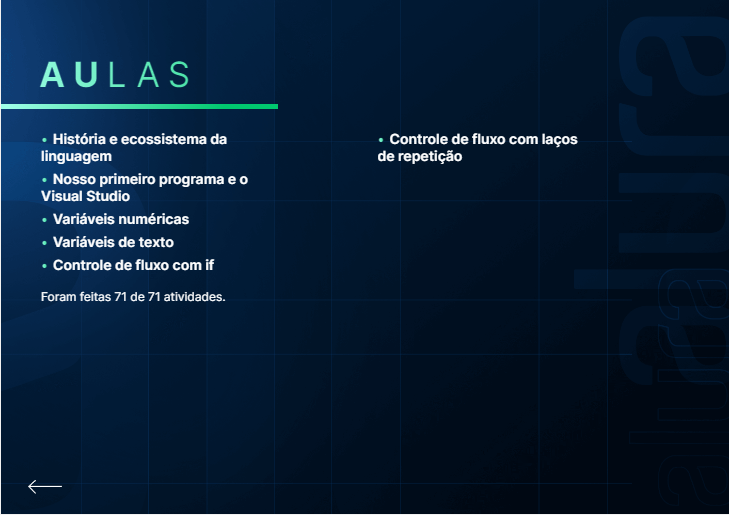 AULAS
• História e ecossistema da
linguagem
• Nosso primeiro programa e o
Visual Studio
• Variáveis numéricas
• Variáveis de texto
• Controle de fluxo com if
Foram feitas 71 de 71 atividades.
• Controle de fluxo com laços
de repetição
alura
alura